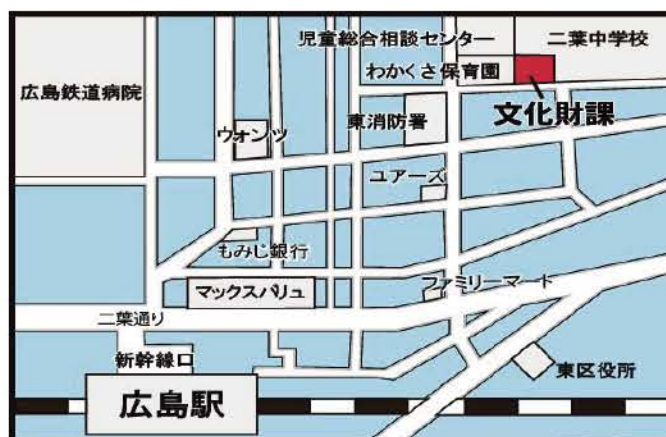 児童総合相談センター
二葉中学校
わかくさ保育園
広島鉄道病院
文化財課
ウォンツ
東消防署
ユアーズ
もみじ銀行
マックスバリュ
ファミリーマート
二葉通り
新幹線口
東区役所
広島駅